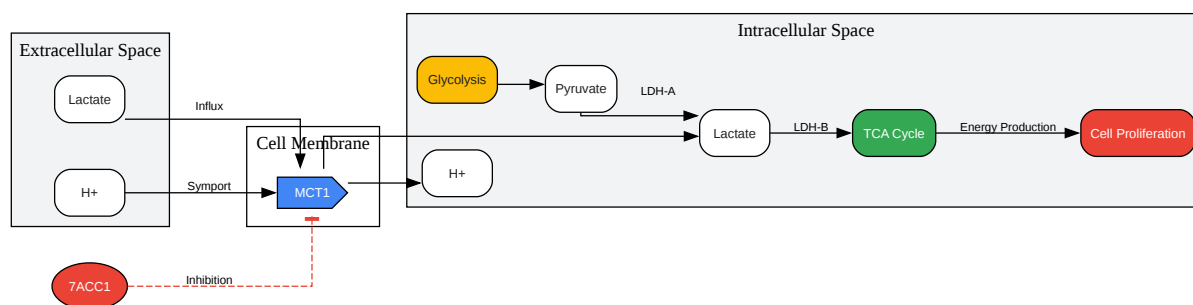 Extracellular Space
Lactate
H+
Influx
Symport
Cell Membrane
MCT1
7ACC1
Inhibition
Intracellular Space
Glycolysis
Pyruvate
LDH-A
Lactate
H+
LDH-B
TCA Cycle
Energy Production
Cell Proliferation